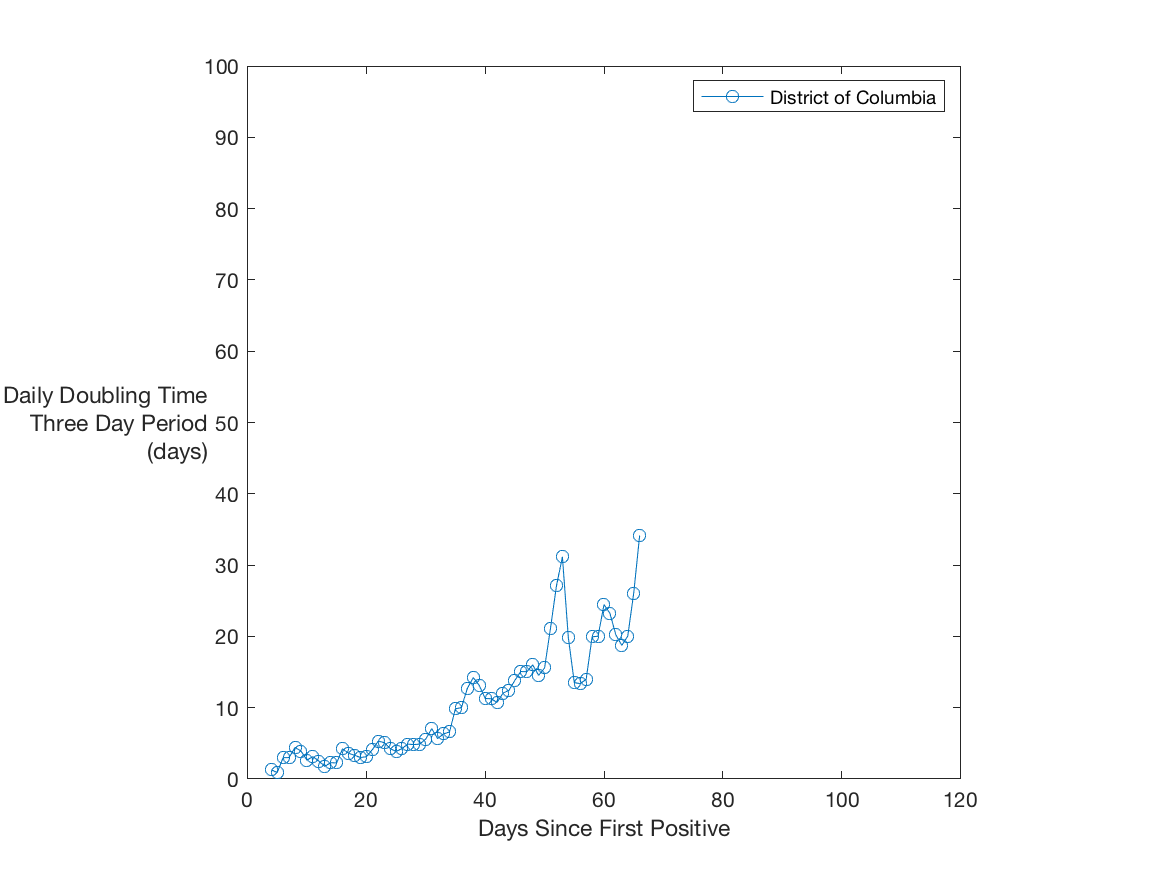 100
District of Columbia
90
80
70
60
Daily Doubling Time
Three Day Period
(days)
50
40
30
20
10
0
0 20 40 60 80 100 120
Days Since First Positive